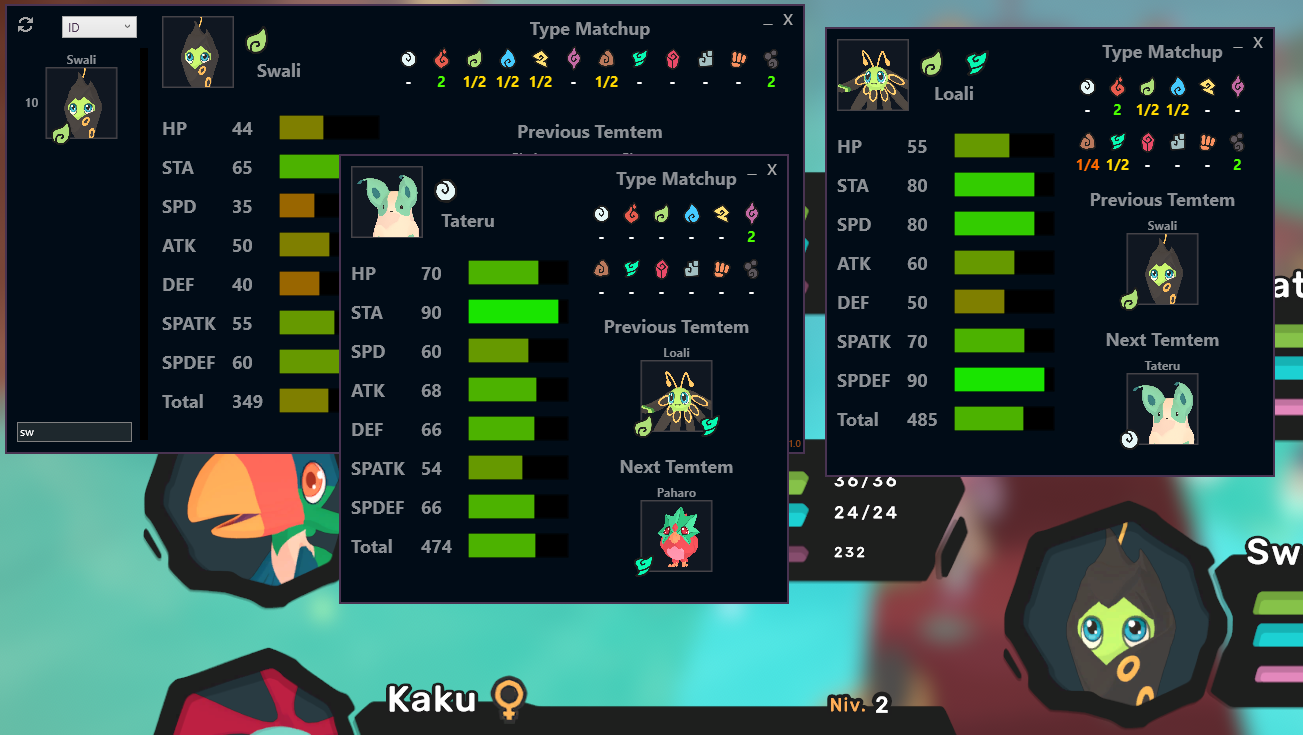 ID
Swali
10
sw
Swali
Type Matchup
_ X
- 2 1/2 1/2 1/2 - 1/2 - - - - 2
Previous Temtem
HP 44
STA 65
SPD 35
ATK 50
DEF 40
SPATK 55
SPDEF 60
Total 349
1.0
Tateru
Type Matchup
_ X
- - - - - 2
- - - - - -
HP 70
STA 90
SPD 60
ATK 68
DEF 66
SPATK 54
SPDEF 66
Total 474
Previous Temtem
Loali
Next Temtem
Paharo
Loali
Type Matchup
_ X
- 2 1/2 1/2 - -
1/4 1/2 - - - 2
HP 55
STA 80
SPD 80
ATK 60
DEF 50
SPATK 70
SPDEF 90
Total 485
Previous Temtem
Swali
Next Temtem
Tateru
at
36/36
24/24
232
Sw
Kaku
Niv. 2